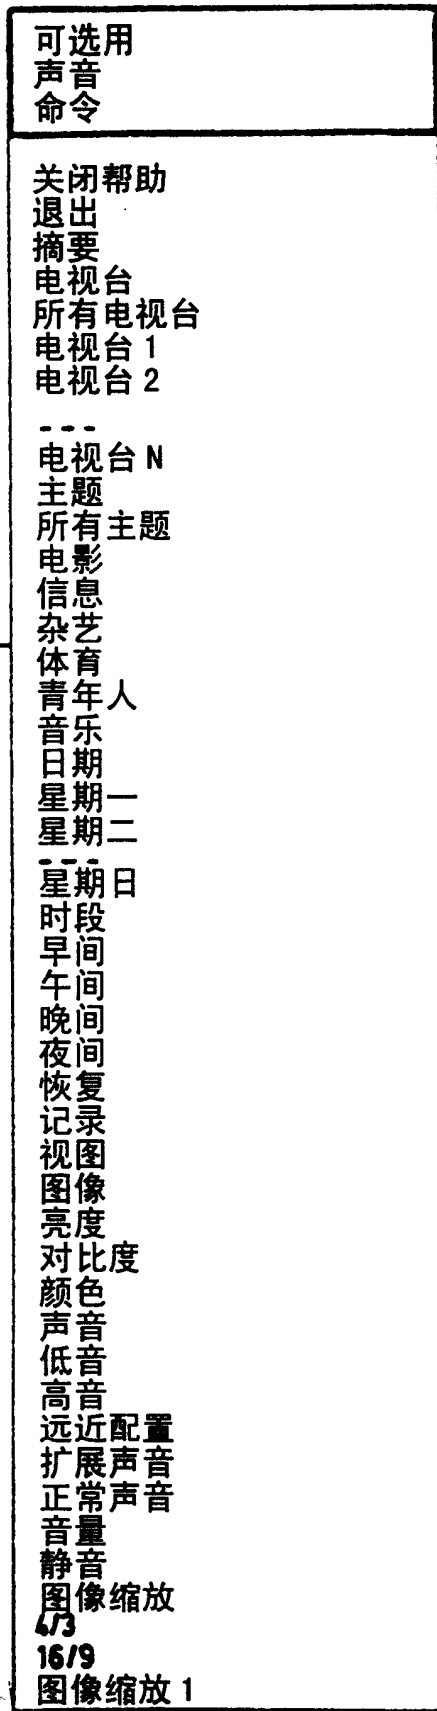 可选用
声音
命令
关闭帮助
退出
摘要
电视台
所有电视台
电视台1
电视台2
---
电视台N
主题
所有主题
电影
信息
杂艺
体育
青年人
音乐
日期
星期一
星期二
---
星期日
时段
早间
午间
晚间
夜间
恢复
记录
视图
图像
亮度
对比度
颜色
声音
低音
高音
远近配置
扩展声音
正常声音
音量
静音
图像缩放
4/3
16/9
图像缩放1